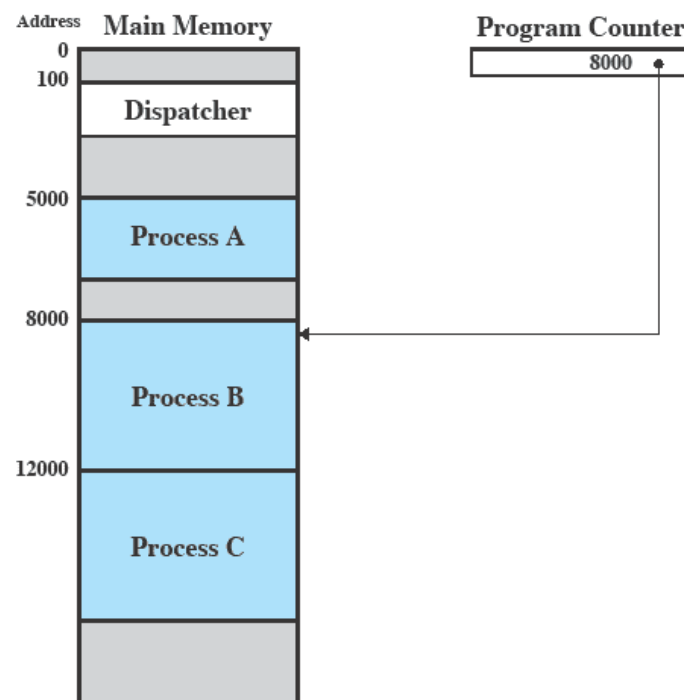 Address
Main Memory
Program Counter
0
8000
100
Dispatcher
5000
Process A
8000
Process B
12000
Process C